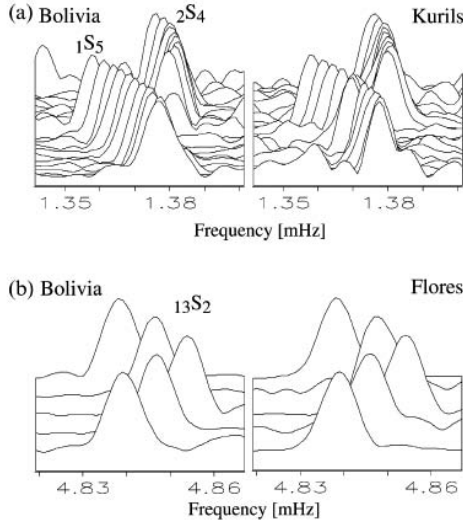 (a) Bolivia ₂S₄ Kurils
₁S₅
1.35 1.38 1.35 1.38
Frequency [mHz]
(b) Bolivia ₁₃S₂ Flores
4.83 4.86 4.83 4.86
Frequency [mHz]